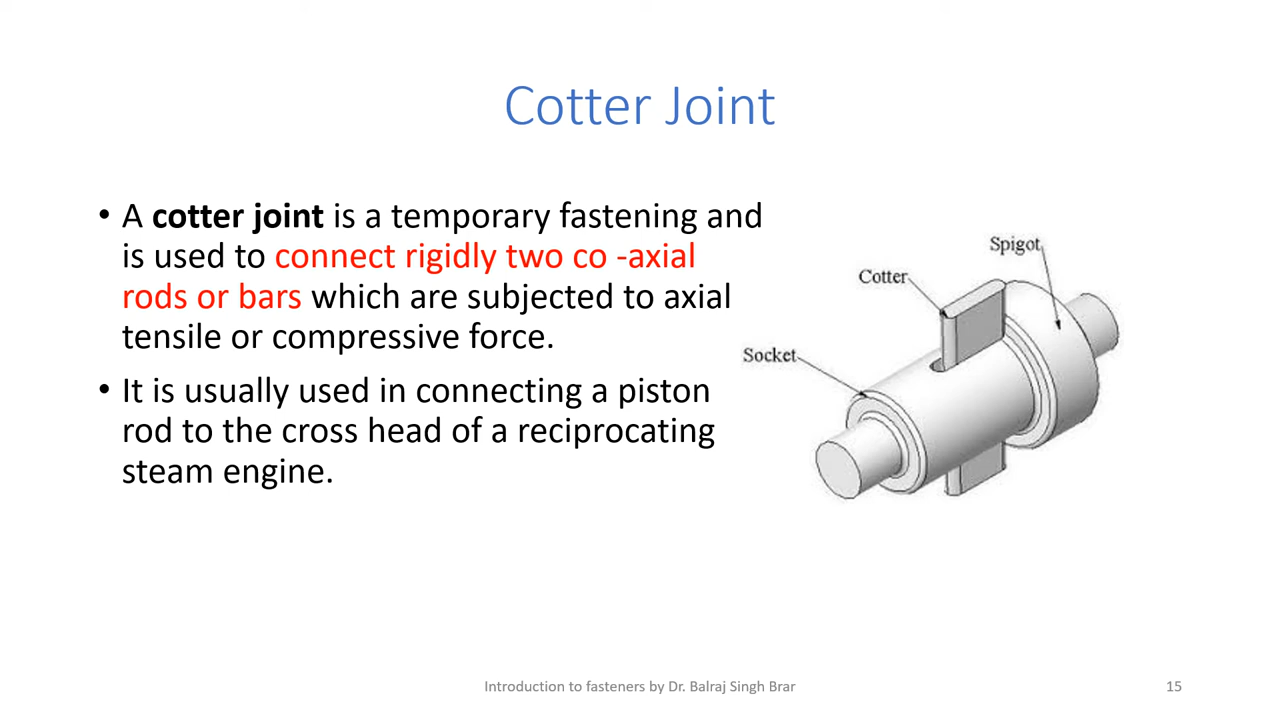 Cotter Joint
• A cotter joint is a temporary fastening and
is used to connect rigidly two co -axial
rods or bars which are subjected to axial
tensile or compressive force.
• It is usually used in connecting a piston
rod to the cross head of a reciprocating
steam engine.
Spigot
Cotter
Socket
Introduction to fasteners by Dr. Balraj Singh Brar
15